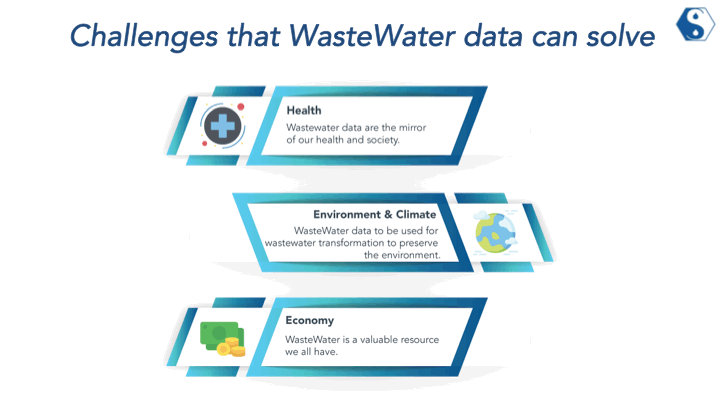 Challenges that WasteWater data can solve
Health
Wastewater data are the mirror
of our health and society.
Environment & Climate
WasteWater data to be used for
wastewater transformation to preserve
the environment.
Economy
WasteWater is a valuable resource
we all have.